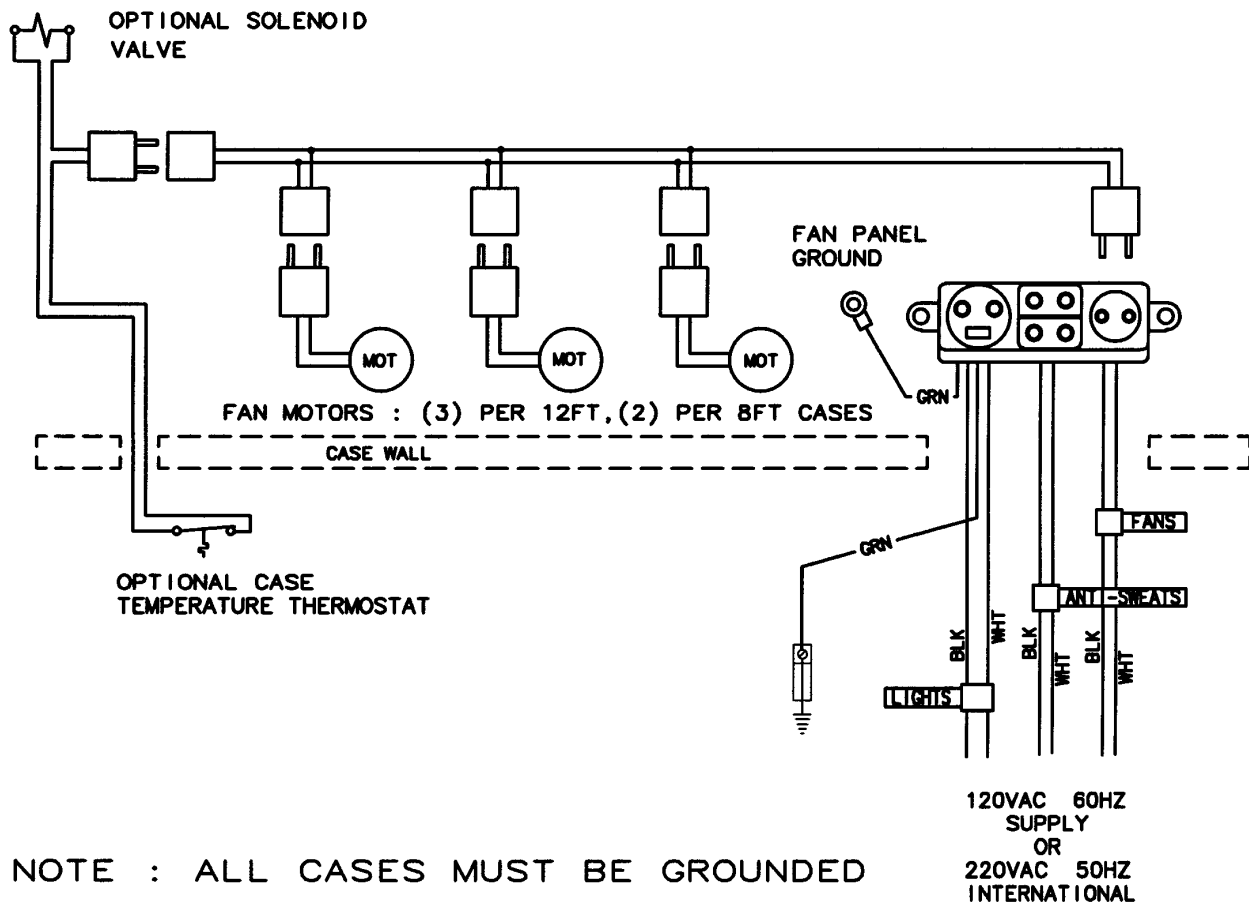 OPTIONAL SOLENOID
VALVE
FAN PANEL
GROUND
MOT
MOT
MOT
GRN
FAN MOTORS : (3) PER 12FT,(2) PER 8FT CASES
CASE WALL
FANS
GRN
OPTIONAL CASE
TEMPERATURE THERMOSTAT
ANTI-SWEATS
BLK
WHT
BLK
WHT
BLK
WHT
LIGHTS
120VAC 60HZ
SUPPLY
OR
220VAC 50HZ
INTERNATIONAL
NOTE : ALL CASES MUST BE GROUNDED